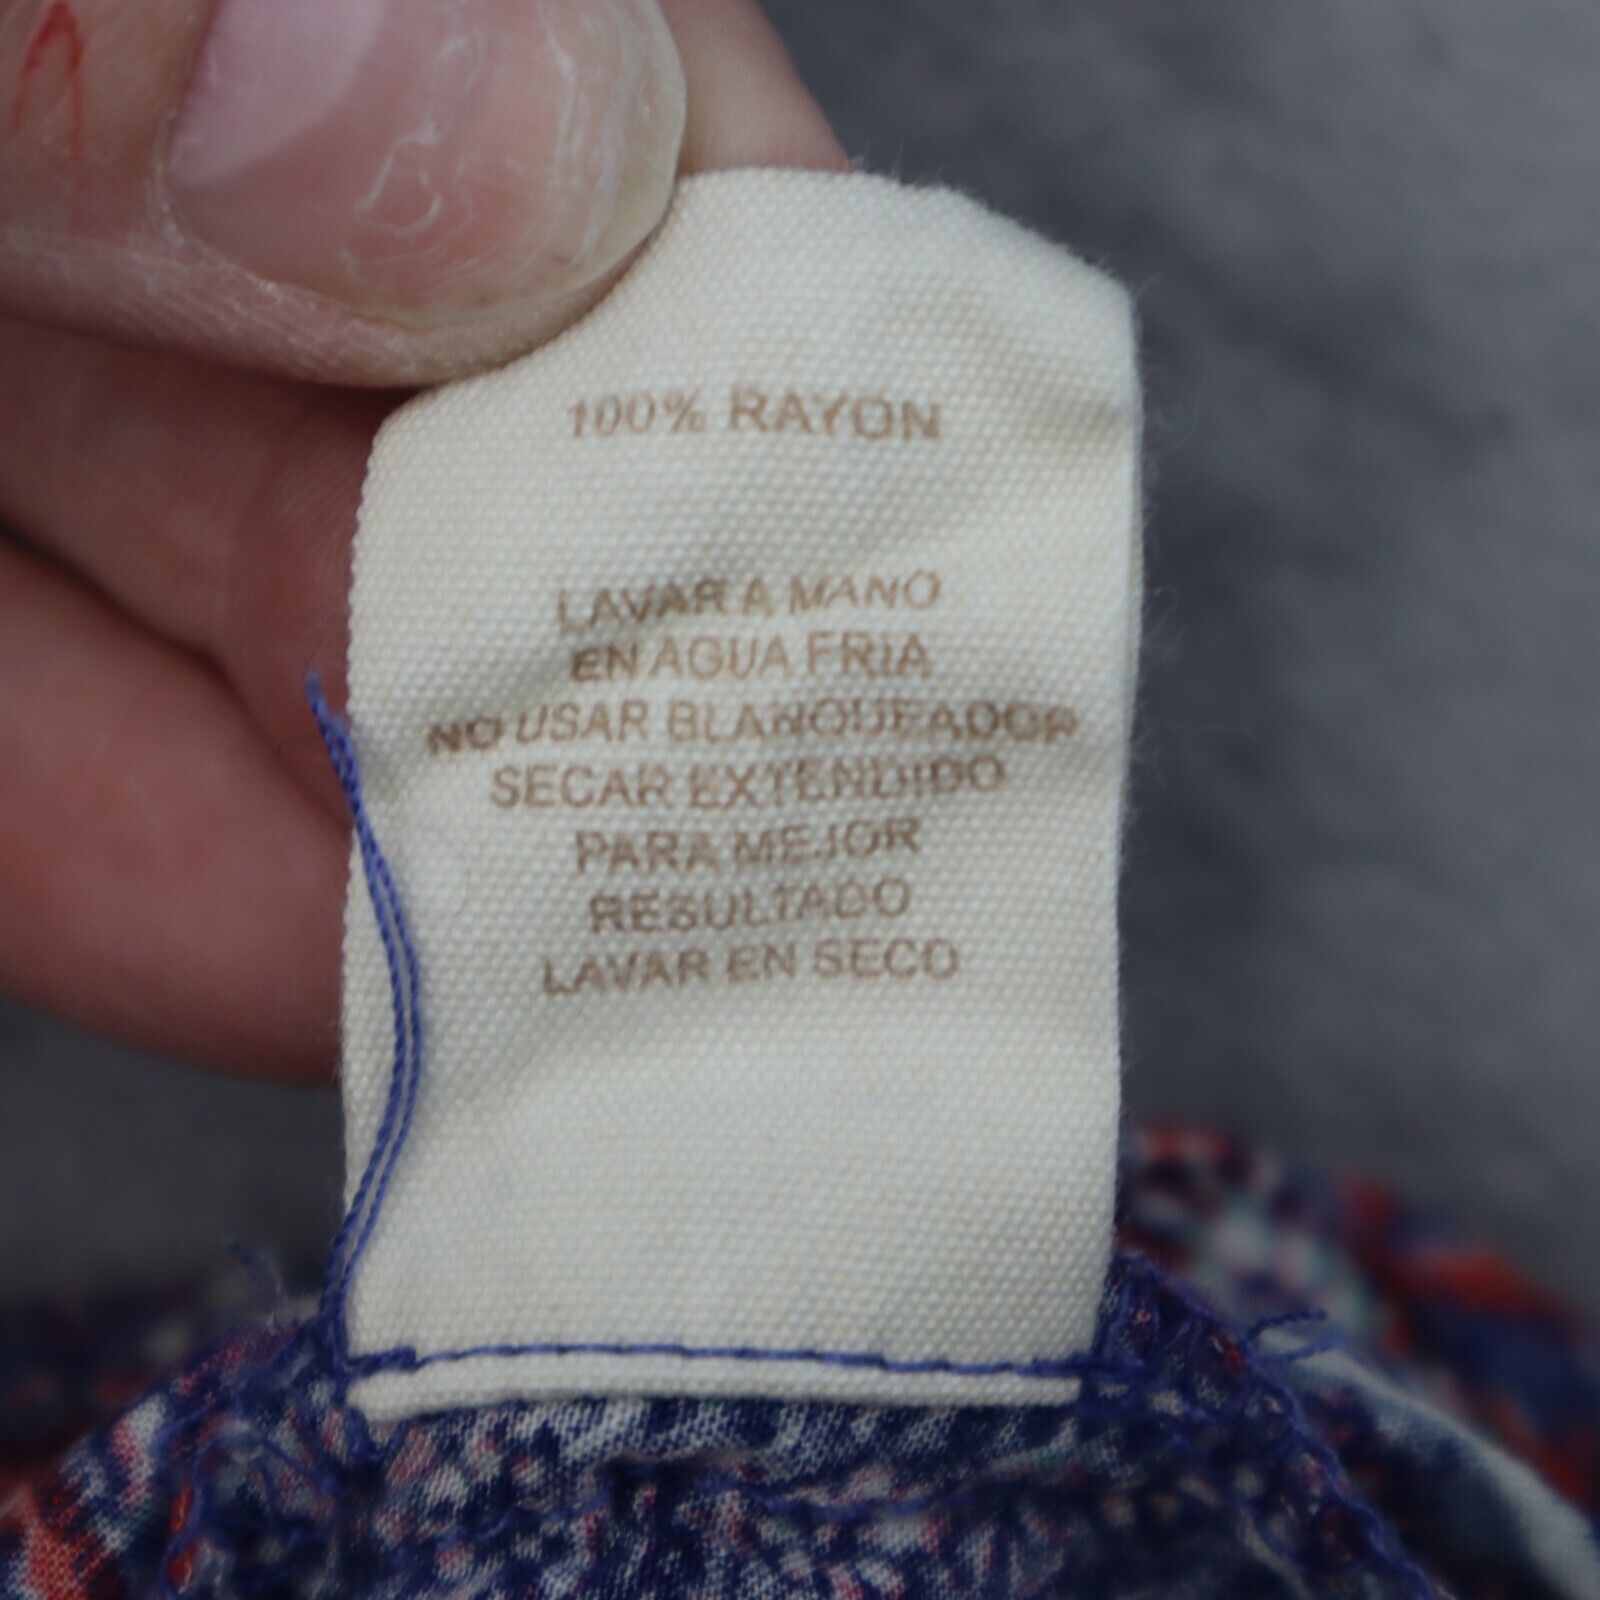 100% RAYON
LAVAR A MANO
EN AGUA FRIA
NO USAR BLANQUEADOR
SECAR EXTENDIDO
PARA MEJOR
RESULTADO
LAVAR EN SECO